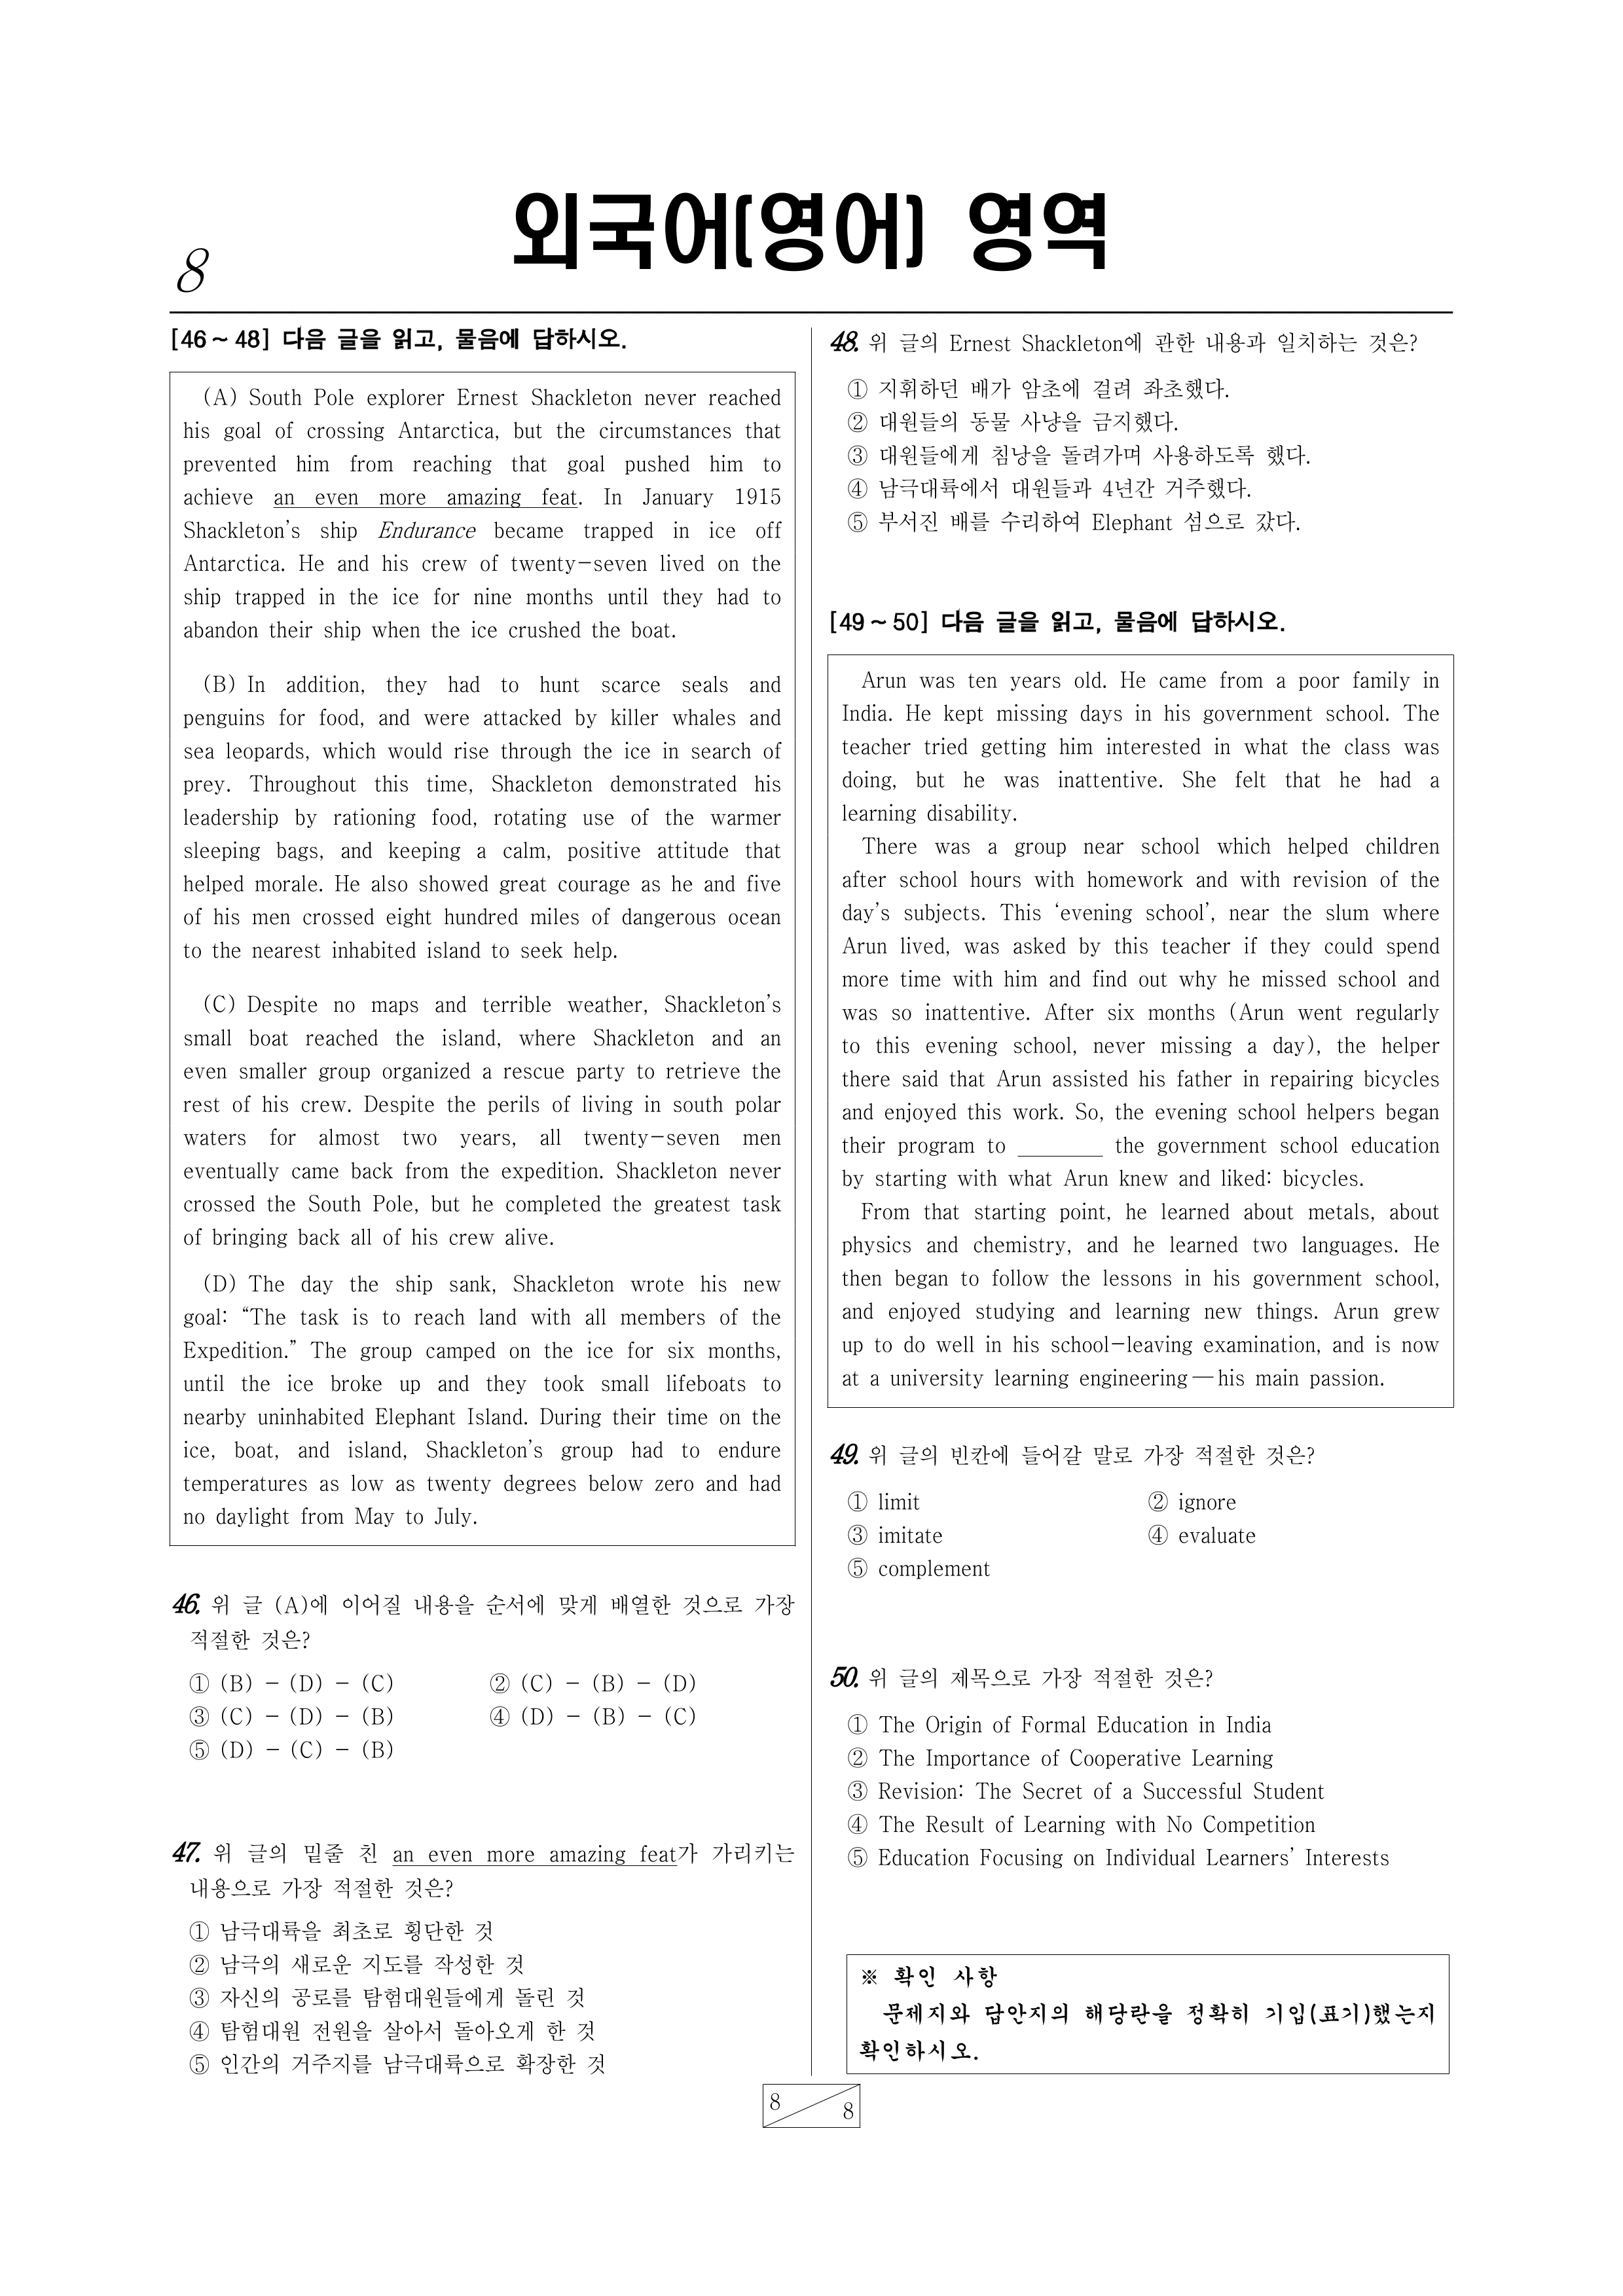 8
외국어(영어) 영역
[46 ~ 48] 다음 글을 읽고, 물음에 답하시오.
(A) South Pole explorer Ernest Shackleton never reached
his goal of crossing Antarctica, but the circumstances that
prevented him from reaching that goal pushed him to
achieve an even more amazing feat. In January 1915
Shackleton's ship Endurance became trapped in ice off
Antarctica. He and his crew of twenty-seven lived on the
ship trapped in the ice for nine months until they had to
abandon their ship when the ice crushed the boat.
(B) In addition, they had to hunt scarce seals and
penguins for food, and were attacked by killer whales and
sea leopards, which would rise through the ice in search of
prey. Throughout this time, Shackleton demonstrated his
leadership by rationing food, rotating use of the warmer
sleeping bags, and keeping a calm, positive attitude that
helped morale. He also showed great courage as he and five
of his men crossed eight hundred miles of dangerous ocean
to the nearest inhabited island to seek help.
(C) Despite no maps and terrible weather, Shackleton's
small boat reached the island, where Shackleton and an
even smaller group organized a rescue party to retrieve the
rest of his crew. Despite the perils of living in south polar
waters for almost two years, all twenty-seven men
eventually came back from the expedition. Shackleton never
crossed the South Pole, but he completed the greatest task
of bringing back all of his crew alive.
(D) The day the ship sank, Shackleton wrote his new
goal: “The task is to reach land with all members of the
Expedition.” The group camped on the ice for six months,
until the ice broke up and they took small lifeboats to
nearby uninhabited Elephant Island. During their time on the
ice, boat, and island, Shackleton's group had to endure
temperatures as low as twenty degrees below zero and had
no daylight from May to July.
46. 위 글 (A)에 이어질 내용을 순서에 맞게 배열한 것으로 가장
적절한 것은?
① (B) - (D) - (C) ② (C) - (B) - (D)
③ (C) - (D) - (B) ④ (D) - (B) - (C)
⑤ (D) - (C) - (B)
47. 위 글의 밑줄 친 an even more amazing feat가 가리키는
내용으로 가장 적절한 것은?
① 남극대륙을 최초로 횡단한 것
② 남극의 새로운 지도를 작성한 것
③ 자신의 공로를 탐험대원들에게 돌린 것
④ 탐험대원 전원을 살아서 돌아오게 한 것
⑤ 인간의 거주지를 남극대륙으로 확장한 것
48. 위 글의 Ernest Shackleton에 관한 내용과 일치하는 것은?
① 지휘하던 배가 암초에 걸려 좌초했다.
② 대원들의 동물 사냥을 금지했다.
③ 대원들에게 침낭을 돌려가며 사용하도록 했다.
④ 남극대륙에서 대원들과 4년간 거주했다.
⑤ 부서진 배를 수리하여 Elephant 섬으로 갔다.
[49 ~ 50] 다음 글을 읽고, 물음에 답하시오.
Arun was ten years old. He came from a poor family in
India. He kept missing days in his government school. The
teacher tried getting him interested in what the class was
doing, but he was inattentive. She felt that he had a
learning disability.
There was a group near school which helped children
after school hours with homework and with revision of the
day's subjects. This ‘evening school’, near the slum where
Arun lived, was asked by this teacher if they could spend
more time with him and find out why he missed school and
was so inattentive. After six months (Arun went regularly
to this evening school, never missing a day), the helper
there said that Arun assisted his father in repairing bicycles
and enjoyed this work. So, the evening school helpers began
their program to ________ the government school education
by starting with what Arun knew and liked: bicycles.
From that starting point, he learned about metals, about
physics and chemistry, and he learned two languages. He
then began to follow the lessons in his government school,
and enjoyed studying and learning new things. Arun grew
up to do well in his school-leaving examination, and is now
at a university learning engineering — his main passion.
49. 위 글의 빈칸에 들어갈 말로 가장 적절한 것은?
① limit ② ignore
③ imitate ④ evaluate
⑤ complement
50. 위 글의 제목으로 가장 적절한 것은?
① The Origin of Formal Education in India
② The Importance of Cooperative Learning
③ Revision: The Secret of a Successful Student
④ The Result of Learning with No Competition
⑤ Education Focusing on Individual Learners' Interests
※ 확인 사항
문제지와 답안지의 해당란을 정확히 기입(표기)했는지
확인하시오.
8
8